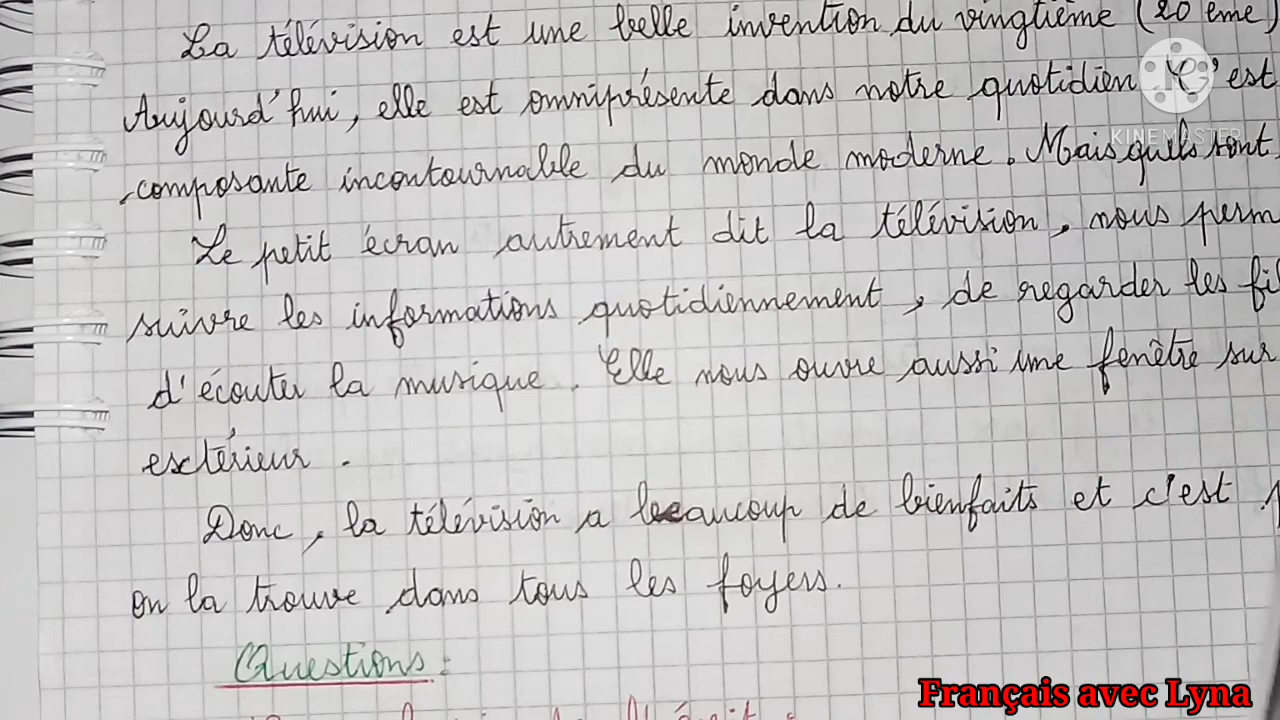 La télévision est une belle invention du vingtième (20 ème)
Aujourd'hui, elle est omniprésente dans notre quotidien C'est
composante incontournable du monde moderne. Mais quels sont
Le petit écran autrement dit la télévision, nous perm
suivre les informations quotidiennement, de regarder les fi
d'écouter la musique. Elle nous ouvre aussi une fenêtre sur
extérieur.
Donc, la télévision a beaucoup de bienfaits et c'est
on la trouve dans tous les foyers.
Questions:
KINEMASTER
Français avec Lyna